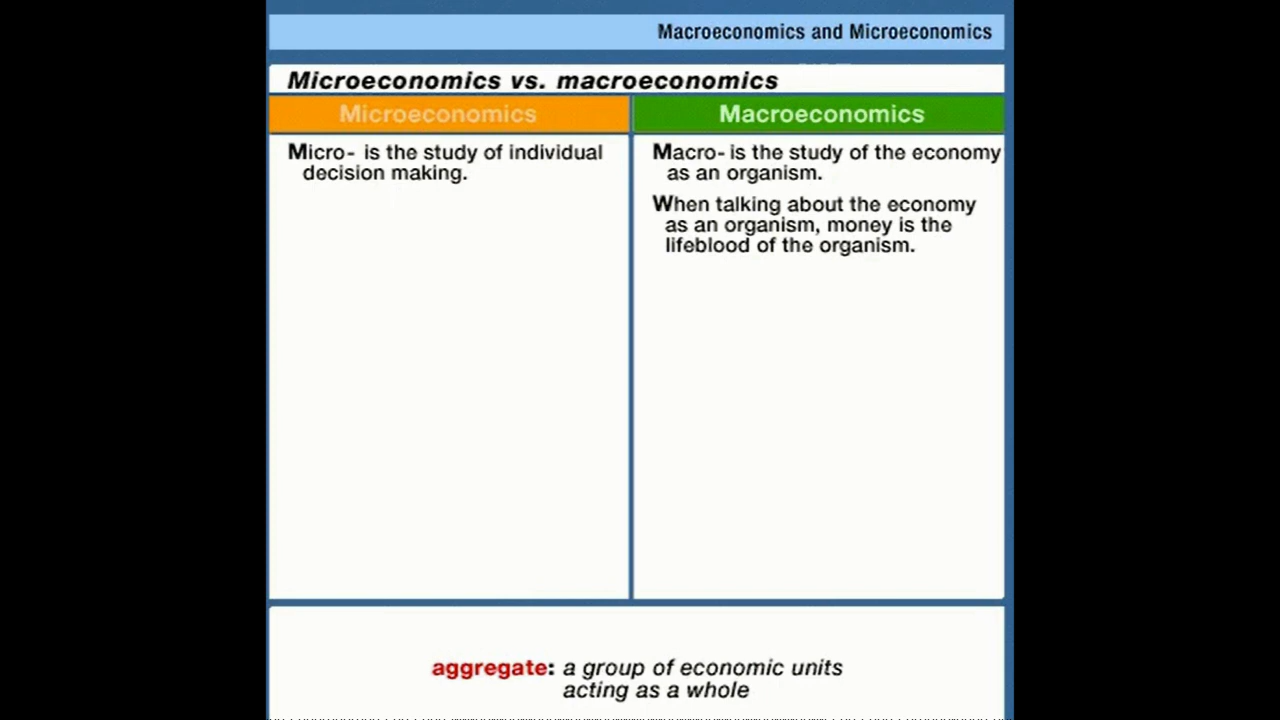 Macroeconomics and Microeconomics
Microeconomics vs. macroeconomics
Microeconomics
Micro- is the study of individual
decision making.
Macroeconomics
Macro- is the study of the economy
as an organism.
When talking about the economy
as an organism, money is the
lifeblood of the organism.
aggregate: a group of economic units
acting as a whole